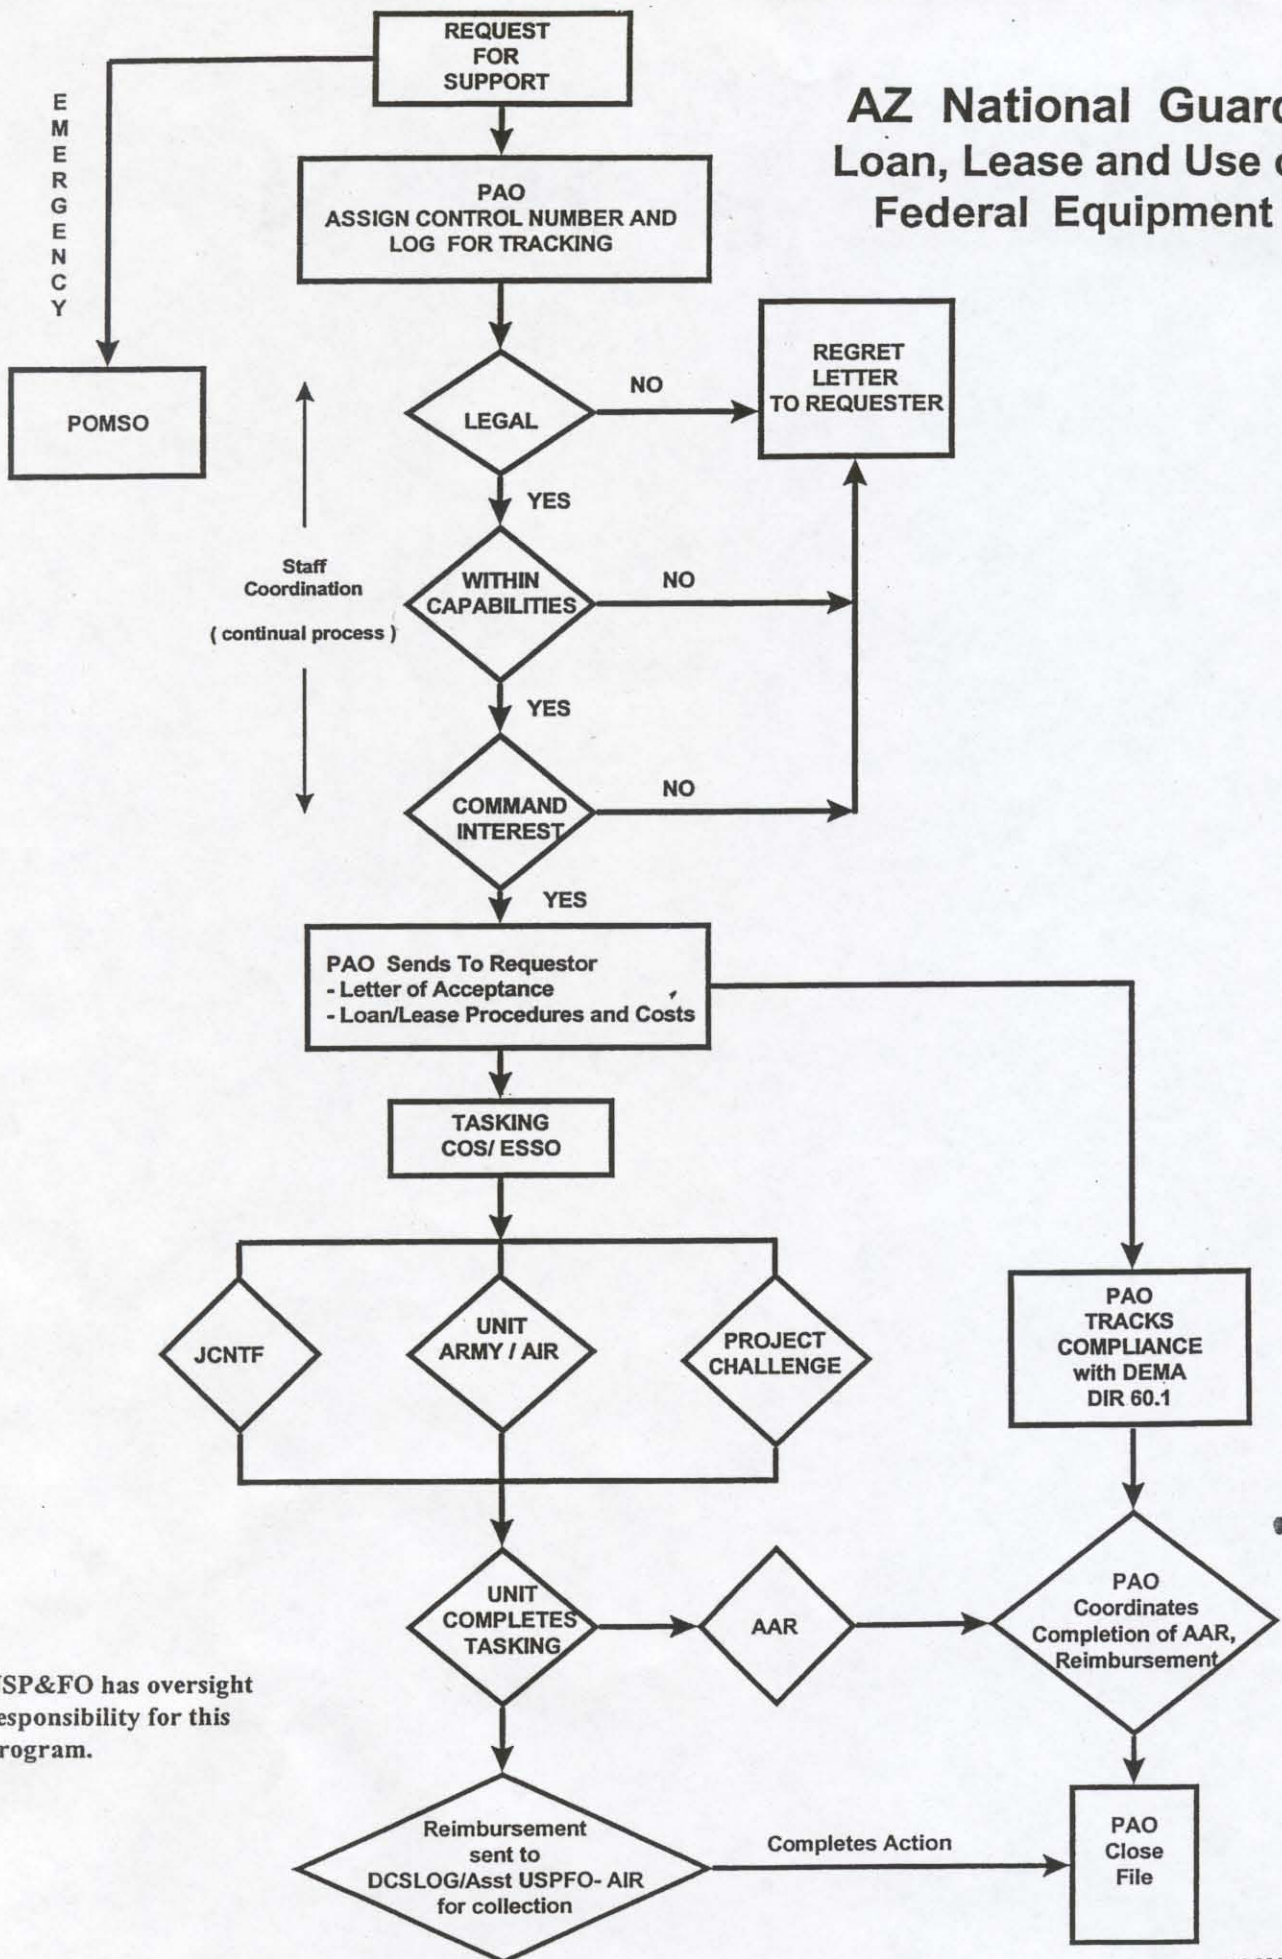 REQUEST
FOR
SUPPORT
AZ National Guard
Loan, Lease and Use
Federal Equipment
E
M
E
R
G
E
N
C
Y
PAO
ASSIGN CONTROL NUMBER AND
LOG FOR TRACKING
POMSO
LEGAL
NO
REGRET
LETTER
TO REQUESTER
YES
Staff
Coordination
( continual process )
WITHIN
CAPABILITIES
NO
YES
COMMAND
INTEREST
NO
YES
PAO Sends To Requestor
- Letter of Acceptance
- Loan/Lease Procedures and Costs
TASKING
COS/ ESSO
JCNTF
UNIT
ARMY / AIR
PROJECT
CHALLENGE
PAO
TRACKS
COMPLIANCE
with DEMA
DIR 60.1
UNIT
COMPLETES
TASKING
AAR
PAO
Coordinates
Completion of AAR,
Reimbursement
SP&FO has oversight
esponsibility for this
rogram.
Reimbursement
sent to
DCSLOG/Asst USPFO- AIR
for collection
Completes Action
PAO
Close
File